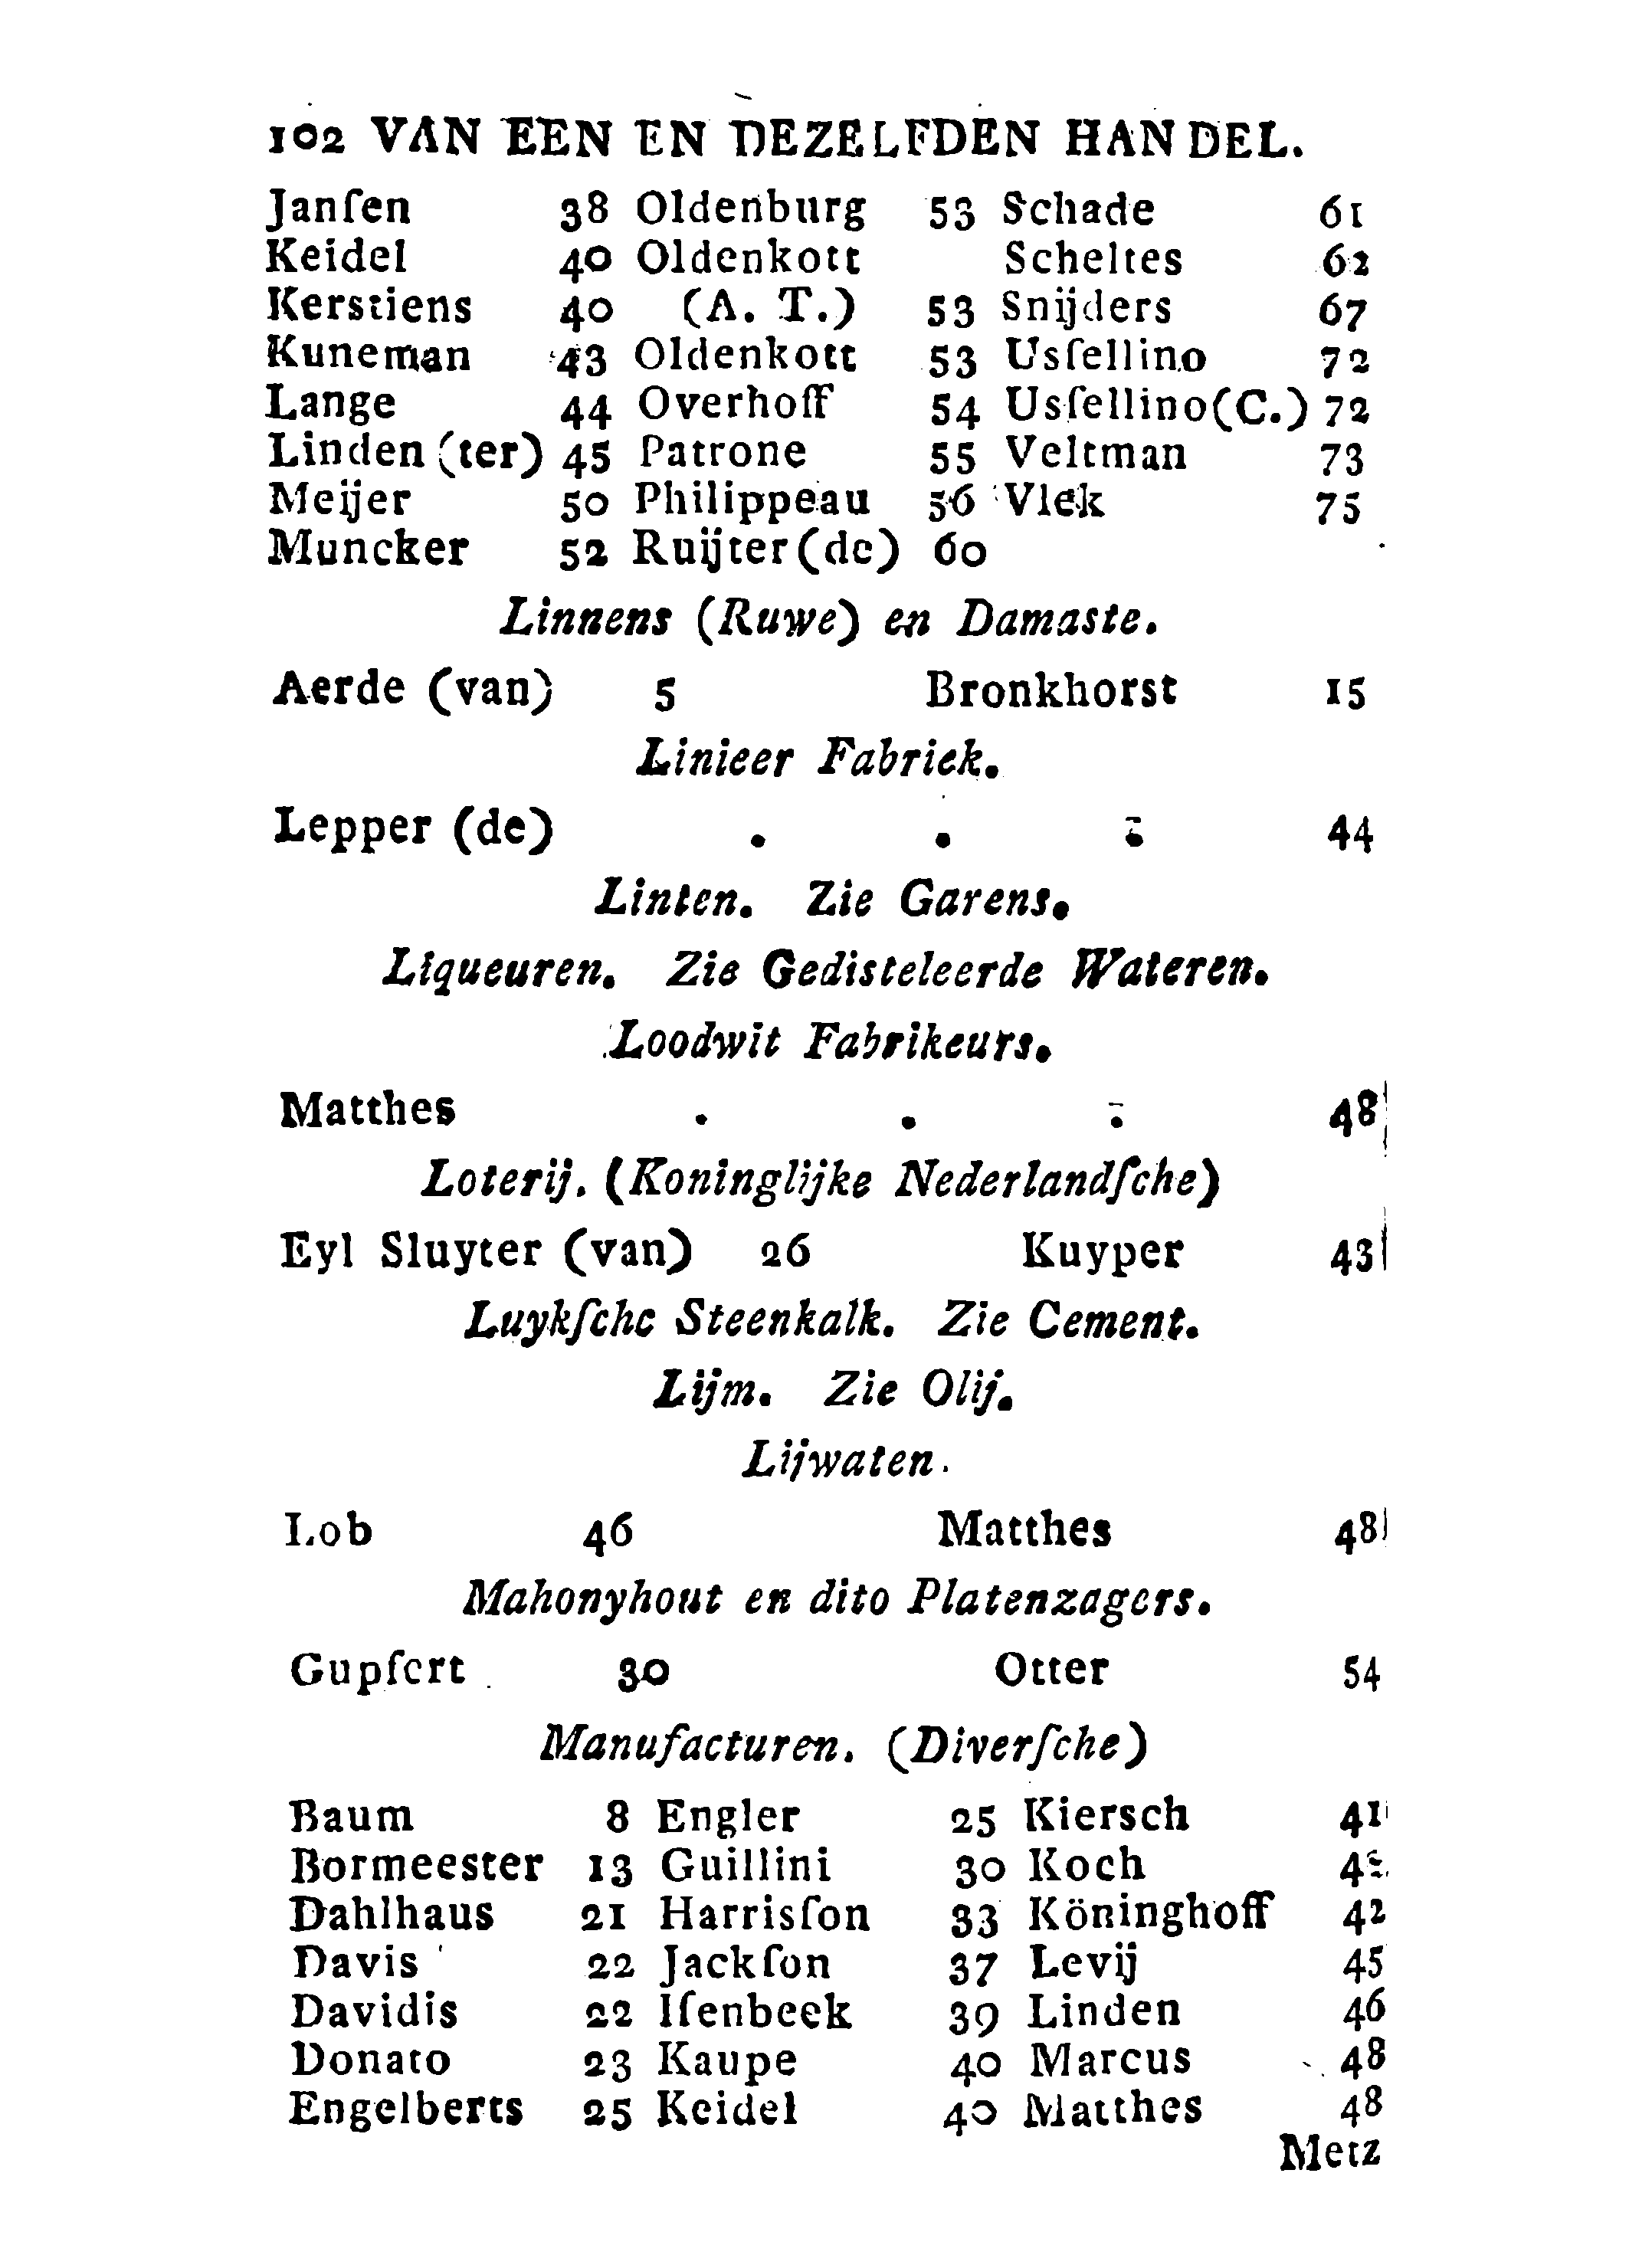 102 VAN EEN EN DEZELFDEN HANDEL.
Janſen 38 Oldenburg 53 Schade 61
Keidel 40 Oldenkott Scheltes 62
Kerstiens 40 (A. T.) 53 Snijders 67
Kuneman 43 Oldenkott 53 Usſellino 72
Lange 44 Overhoff 54 Usſellino (C.) 72
Linden (ter) 45 Patrone 55 Veltman 73
Meijer 50 Philippeau 56 Vlek 75
Muncker 52 Ruijter (de) 60
Linnens (Ruwe) en Damaste.
Aerde (van) 5 Bronkhorst 15
Linieer Fabriek.
Lepper (de) . . . 44
Linten. Zie Garens.
Liqueuren. Zie Gedisteleerde Wateren.
Loodwit Fabrikeurs.
Matthes . . . 48
Loterij. (Koninglijke Nederlandſche)
Eyl Sluyter (van) 26 Kuyper 43
Luykſche Steenkalk. Zie Cement.
Lijm. Zie Olij.
Lijwaten.
Lob 46 Matthes 48
Mahonyhout en dito Platenzagers.
Gupſert 30 Otter 54
Manufacturen. (Diverſche)
Baum 8 Engler 25 Kiersch 41
Bormeester 13 Guillini 30 Koch
Dahlhaus 21 Harrisſon 33 Köninghoff 42
Davis 22 Jackſon 37 Levij 45
Davidis 22 Iſenbeek 39 Linden 46
Donato 23 Kaupe 40 Marcus 48
Engelberts 25 Keidel 40 Matthes 48
Metz